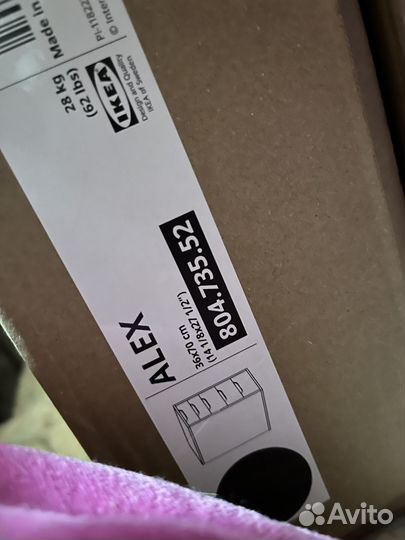 ALEX
36x70 cm
(14 1/8x27 1/2")
804.735.52
28 kg
(62 lbs)
IKEA
Design and Quality
IKEA of Sweden
Made in
PI-11822
© Inter
Avito